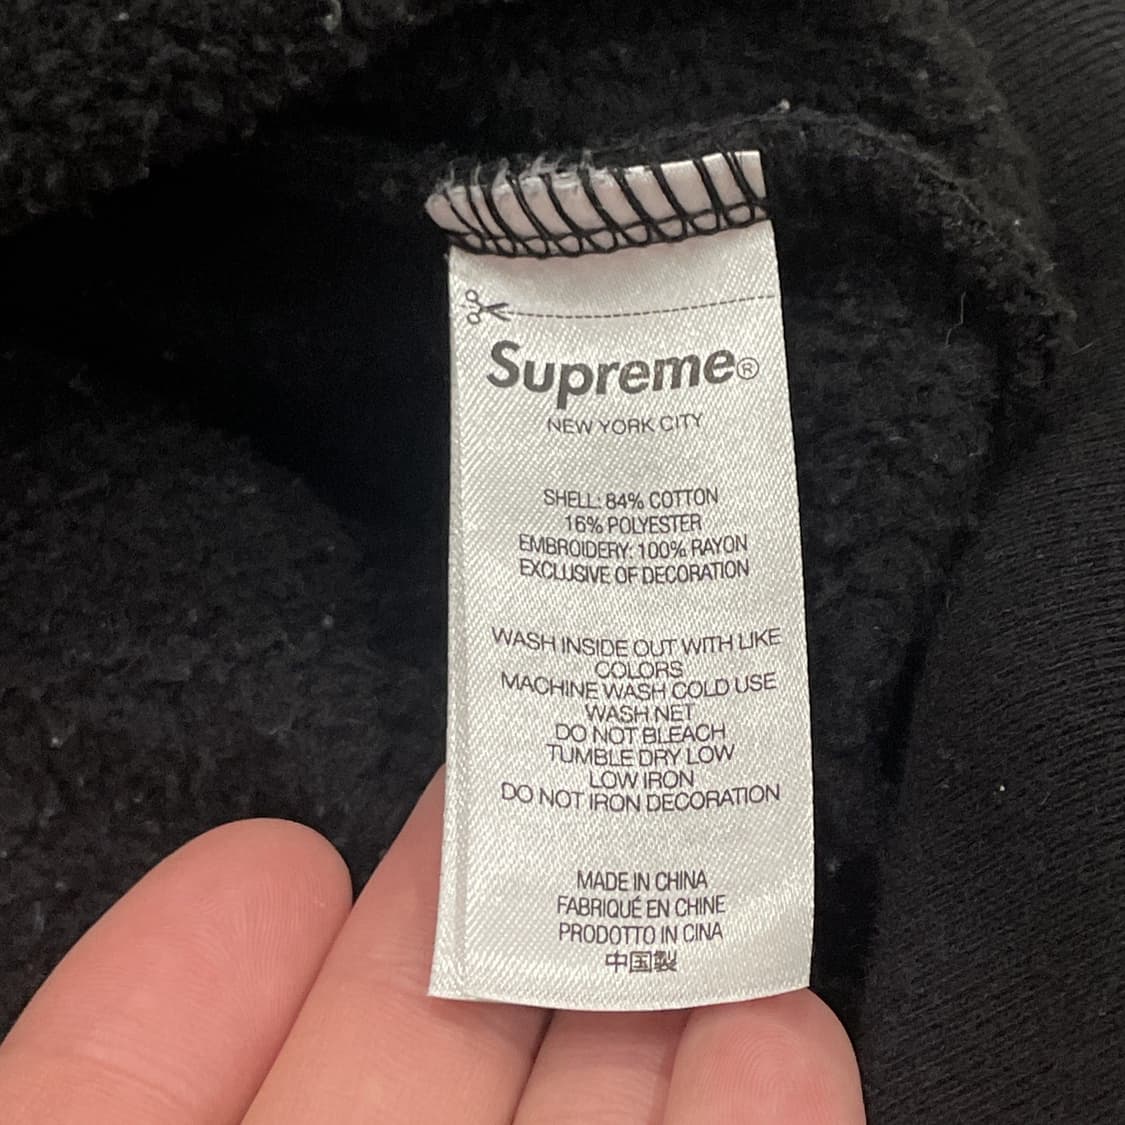 Supreme®
NEW YORK CITY
SHELL: 84% COTTON
16% POLYESTER
EMBROIDERY: 100% RAYON
EXCLUSIVE OF DECORATION
WASH INSIDE OUT WITH LIKE
COLORS
MACHINE WASH COLD USE
WASH NET
DO NOT BLEACH
TUMBLE DRY LOW
LOW IRON
DO NOT IRON DECORATION
MADE IN CHINA
FABRIQUÉ EN CHINE
PRODOTTO IN CINA
中国製